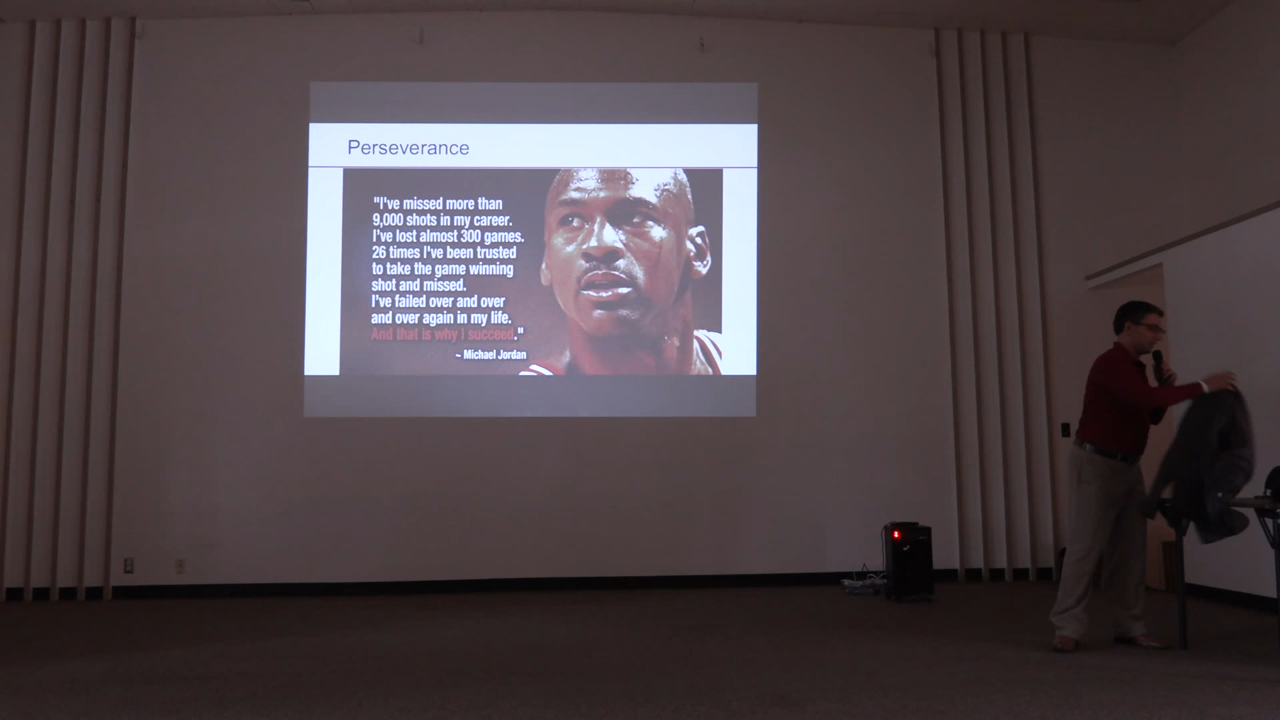 Perseverance
"I've missed more than
9,000 shots in my career.
I've lost almost 300 games.
26 times I've been trusted
to take the game winning
shot and missed.
I've failed over and over
and over again in my life.
And that is why I succeed."
~ Michael Jordan